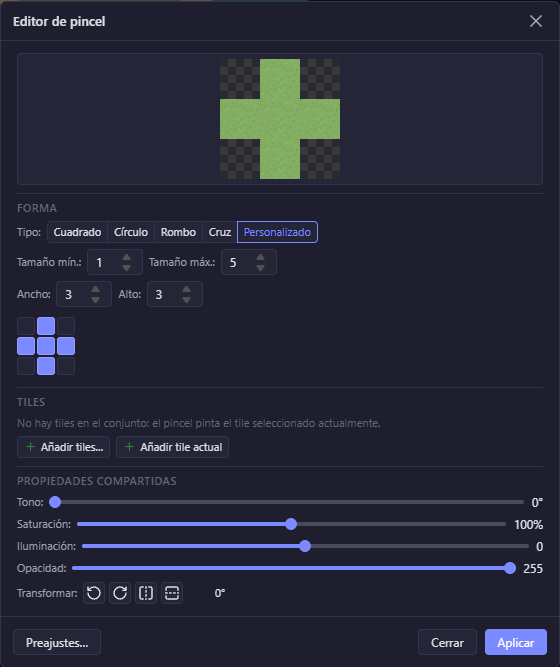 Editor de pincel
FORMA
Tipo: Cuadrado Círculo Rombo Cruz Personalizado
Tamaño mín.: 1 Tamaño máx.: 5
Ancho: 3 Alto: 3
TILES
No hay tiles en el conjunto: el pincel pinta el tile seleccionado actualmente.
+ Añadir tiles... + Añadir tile actual
PROPIEDADES COMPARTIDAS
Tono: 0°
Saturación: 100%
Iluminación: 0
Opacidad: 255
Transformar: 0°
Preajustes... Cerrar Aplicar